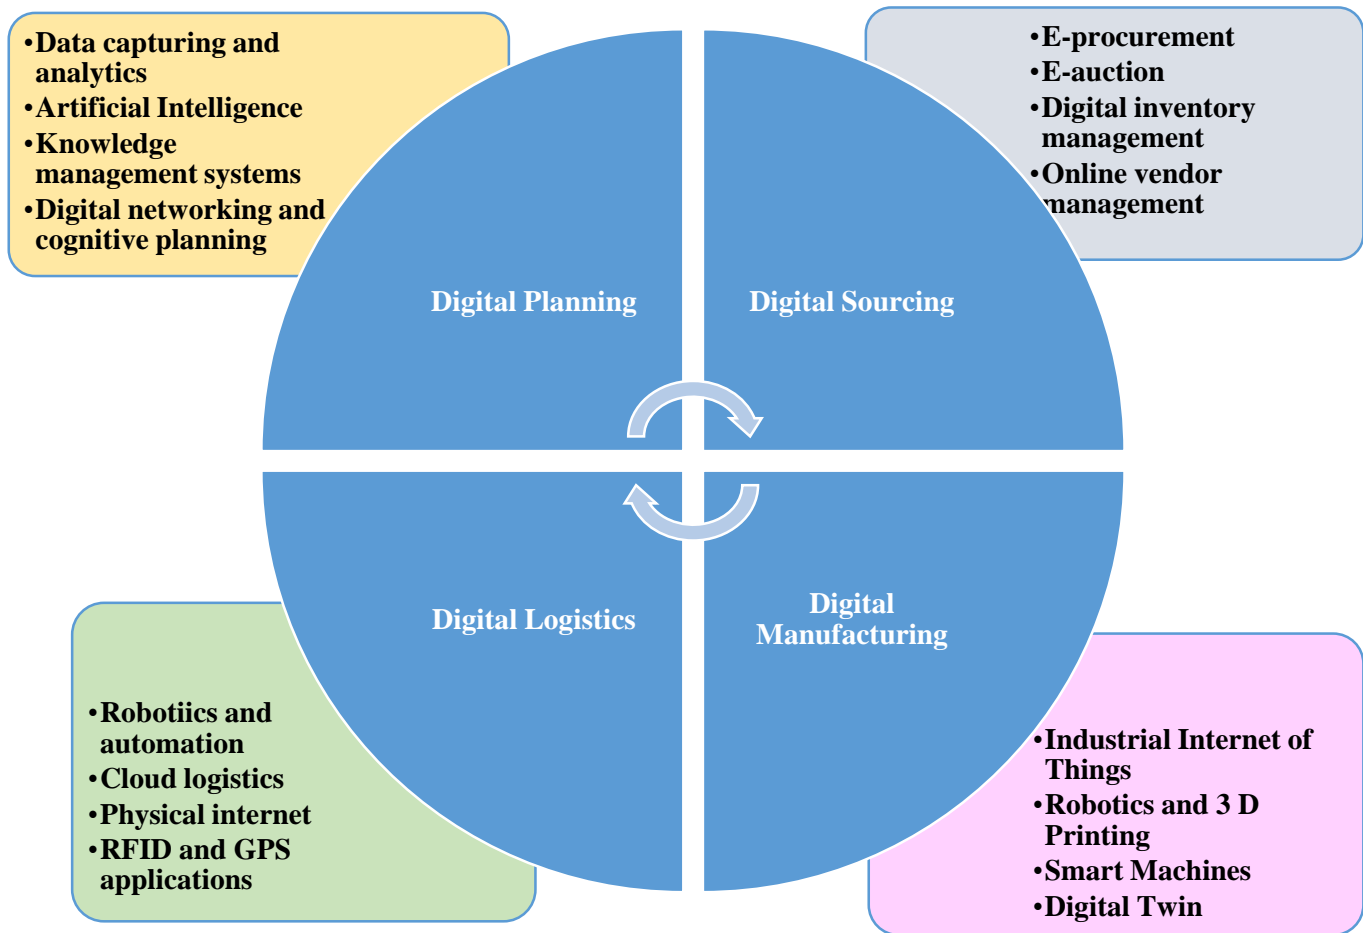 •Data capturing and
analytics
•Artificial Intelligence
•Knowledge
management systems
•Digital networking and
cognitive planning
•E-procurement
•E-auction
•Digital inventory
management
•Online vendor
management
Digital Planning
Digital Sourcing
Digital Logistics
Digital
Manufacturing
•Robotiics and
automation
•Cloud logistics
•Physical internet
•RFID and GPS
applications
•Industrial Internet of
Things
•Robotics and 3 D
Printing
•Smart Machines
•Digital Twin